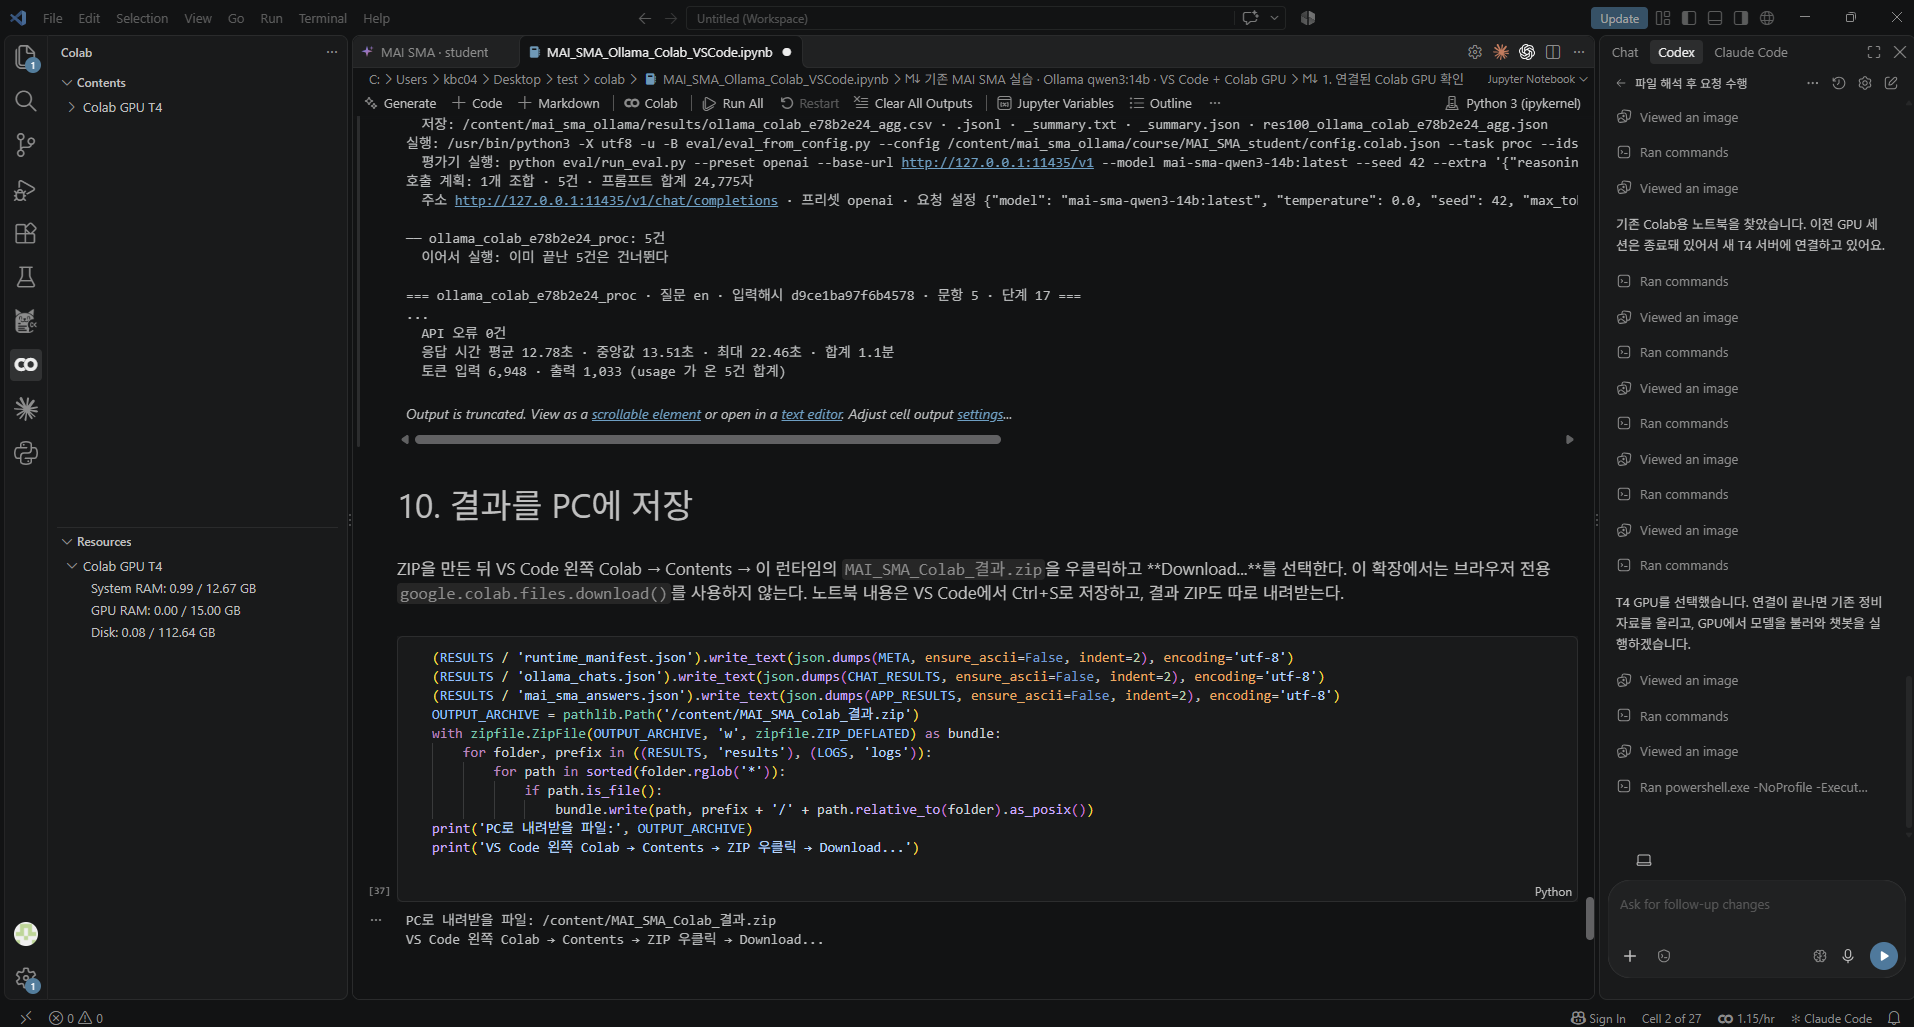 File Edit Selection View Go Run Terminal Help
Untitled (Workspace)
Update
Colab
Contents
Colab GPU T4
Resources
Colab GPU T4
System RAM: 0.99 / 12.67 GB
GPU RAM: 0.00 / 15.00 GB
Disk: 0.08 / 112.64 GB
MAI SMA · student
MAI_SMA_Ollama_Colab_VSCode.ipynb
C: > Users > kbc04 > Desktop > test > colab > MAI_SMA_Ollama_Colab_VSCode.ipynb > M↓ 기존 MAI SMA 실습 · Ollama qwen3:14b · VS Code + Colab GPU > M↓ 1. 연결된 Colab GPU 확인
Jupyter Notebook
Generate + Code + Markdown Colab Run All Restart Clear All Outputs Jupyter Variables Outline ...
Python 3 (ipykernel)
저장: /content/mai_sma_ollama/results/ollama_colab_e78b2e24_agg.csv · .jsonl · _summary.txt · _summary.json · res100_ollama_colab_e78b2e24_agg.json
실행: /usr/bin/python3 -X utf8 -u -B eval/eval_from_config.py --config /content/mai_sma_ollama/course/MAI_SMA_student/config.colab.json --task proc --ids
평가기 실행: python eval/run_eval.py --preset openai --base-url http://127.0.0.1:11435/v1 --model mai-sma-qwen3-14b:latest --seed 42 --extra '{"reasonin
호출 계획: 1개 조합 · 5건 · 프롬프트 합계 24,775자
주소 http://127.0.0.1:11435/v1/chat/completions · 프리셋 openai · 요청 설정 {"model": "mai-sma-qwen3-14b:latest", "temperature": 0.0, "seed": 42, "max_tol
—— ollama_colab_e78b2e24_proc: 5건
이어서 실행: 이미 끝난 5건은 건너뛴다
=== ollama_colab_e78b2e24_proc · 질문 en · 입력해시 d9ce1ba97f6b4578 · 문항 5 · 단계 17 ===
...
API 오류 0건
응답 시간 평균 12.78초 · 중앙값 13.51초 · 최대 22.46초 · 합계 1.1분
토큰 입력 6,948 · 출력 1,033 (usage 가 온 5건 합계)
Output is truncated. View as a scrollable element or open in a text editor. Adjust cell output settings...
10. 결과를 PC에 저장
ZIP을 만든 뒤 VS Code 왼쪽 Colab → Contents → 이 런타임의 MAI_SMA_Colab_결과.zip을 우클릭하고 **Download...**를 선택한다. 이 확장에서는 브라우저 전용
google.colab.files.download()를 사용하지 않는다. 노트북 내용은 VS Code에서 Ctrl+S로 저장하고, 결과 ZIP도 따로 내려받는다.
(RESULTS / 'runtime_manifest.json').write_text(json.dumps(META, ensure_ascii=False, indent=2), encoding='utf-8')
(RESULTS / 'ollama_chats.json').write_text(json.dumps(CHAT_RESULTS, ensure_ascii=False, indent=2), encoding='utf-8')
(RESULTS / 'mai_sma_answers.json').write_text(json.dumps(APP_RESULTS, ensure_ascii=False, indent=2), encoding='utf-8')
OUTPUT_ARCHIVE = pathlib.Path('/content/MAI_SMA_Colab_결과.zip')
with zipfile.ZipFile(OUTPUT_ARCHIVE, 'w', zipfile.ZIP_DEFLATED) as bundle:
for folder, prefix in ((RESULTS, 'results'), (LOGS, 'logs')):
for path in sorted(folder.rglob('*')):
if path.is_file():
bundle.write(path, prefix + '/' + path.relative_to(folder).as_posix())
print('PC로 내려받을 파일:', OUTPUT_ARCHIVE)
print('VS Code 왼쪽 Colab → Contents → ZIP 우클릭 → Download...')
[37]
Python
PC로 내려받을 파일: /content/MAI_SMA_Colab_결과.zip
VS Code 왼쪽 Colab → Contents → ZIP 우클릭 → Download...
Chat Codex Claude Code
파일 해석 후 요청 수행
Viewed an image
Ran commands
Viewed an image
기존 Colab용 노트북을 찾았습니다. 이전 GPU 세
션은 종료돼 있어서 새 T4 서버에 연결하고 있어요.
Ran commands
Viewed an image
Ran commands
Viewed an image
Ran commands
Viewed an image
Ran commands
Viewed an image
Ran commands
T4 GPU를 선택했습니다. 연결이 끝나면 기존 정비
자료를 올리고, GPU에서 모델을 불러와 챗봇을 실
행하겠습니다.
Viewed an image
Ran commands
Viewed an image
Ran powershell.exe -NoProfile -Execut...
Ask for follow-up changes
1
1
0 0
Sign In Cell 2 of 27 1.15/hr Claude Code